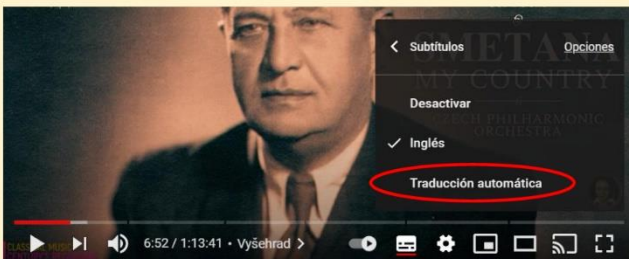 Subtítulos Opciones
SMETANA
MY COUNTRY
Desactivar
CZECH PHILHARMONIC
ORCHESTRA
Inglés
Traducción automática
6:52 / 1:13:41 • Vyšehrad >